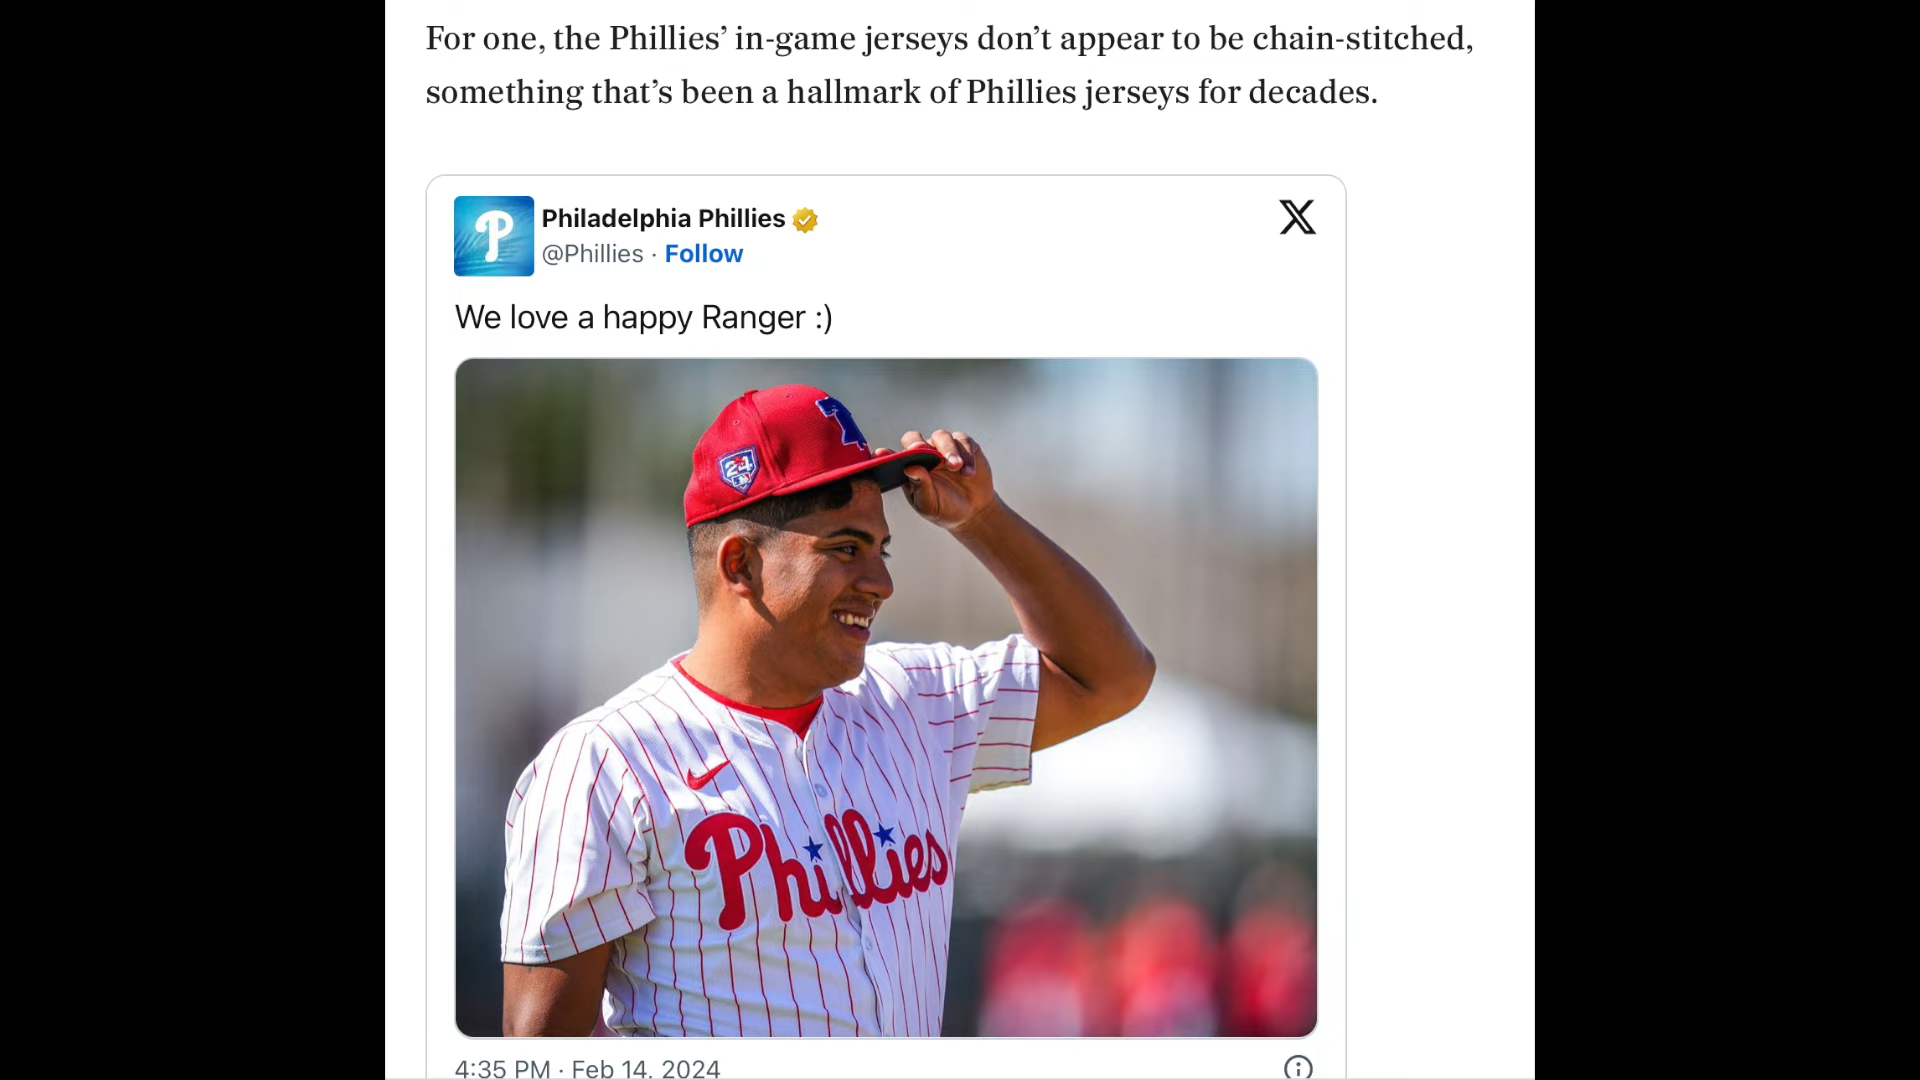 For one, the Phillies’ in-game jerseys don’t appear to be chain-stitched,
something that’s been a hallmark of Phillies jerseys for decades.
P
Philadelphia Phillies
@Phillies · Follow
We love a happy Ranger :)
24
Phillies
4:35 PM · Feb 14, 2024